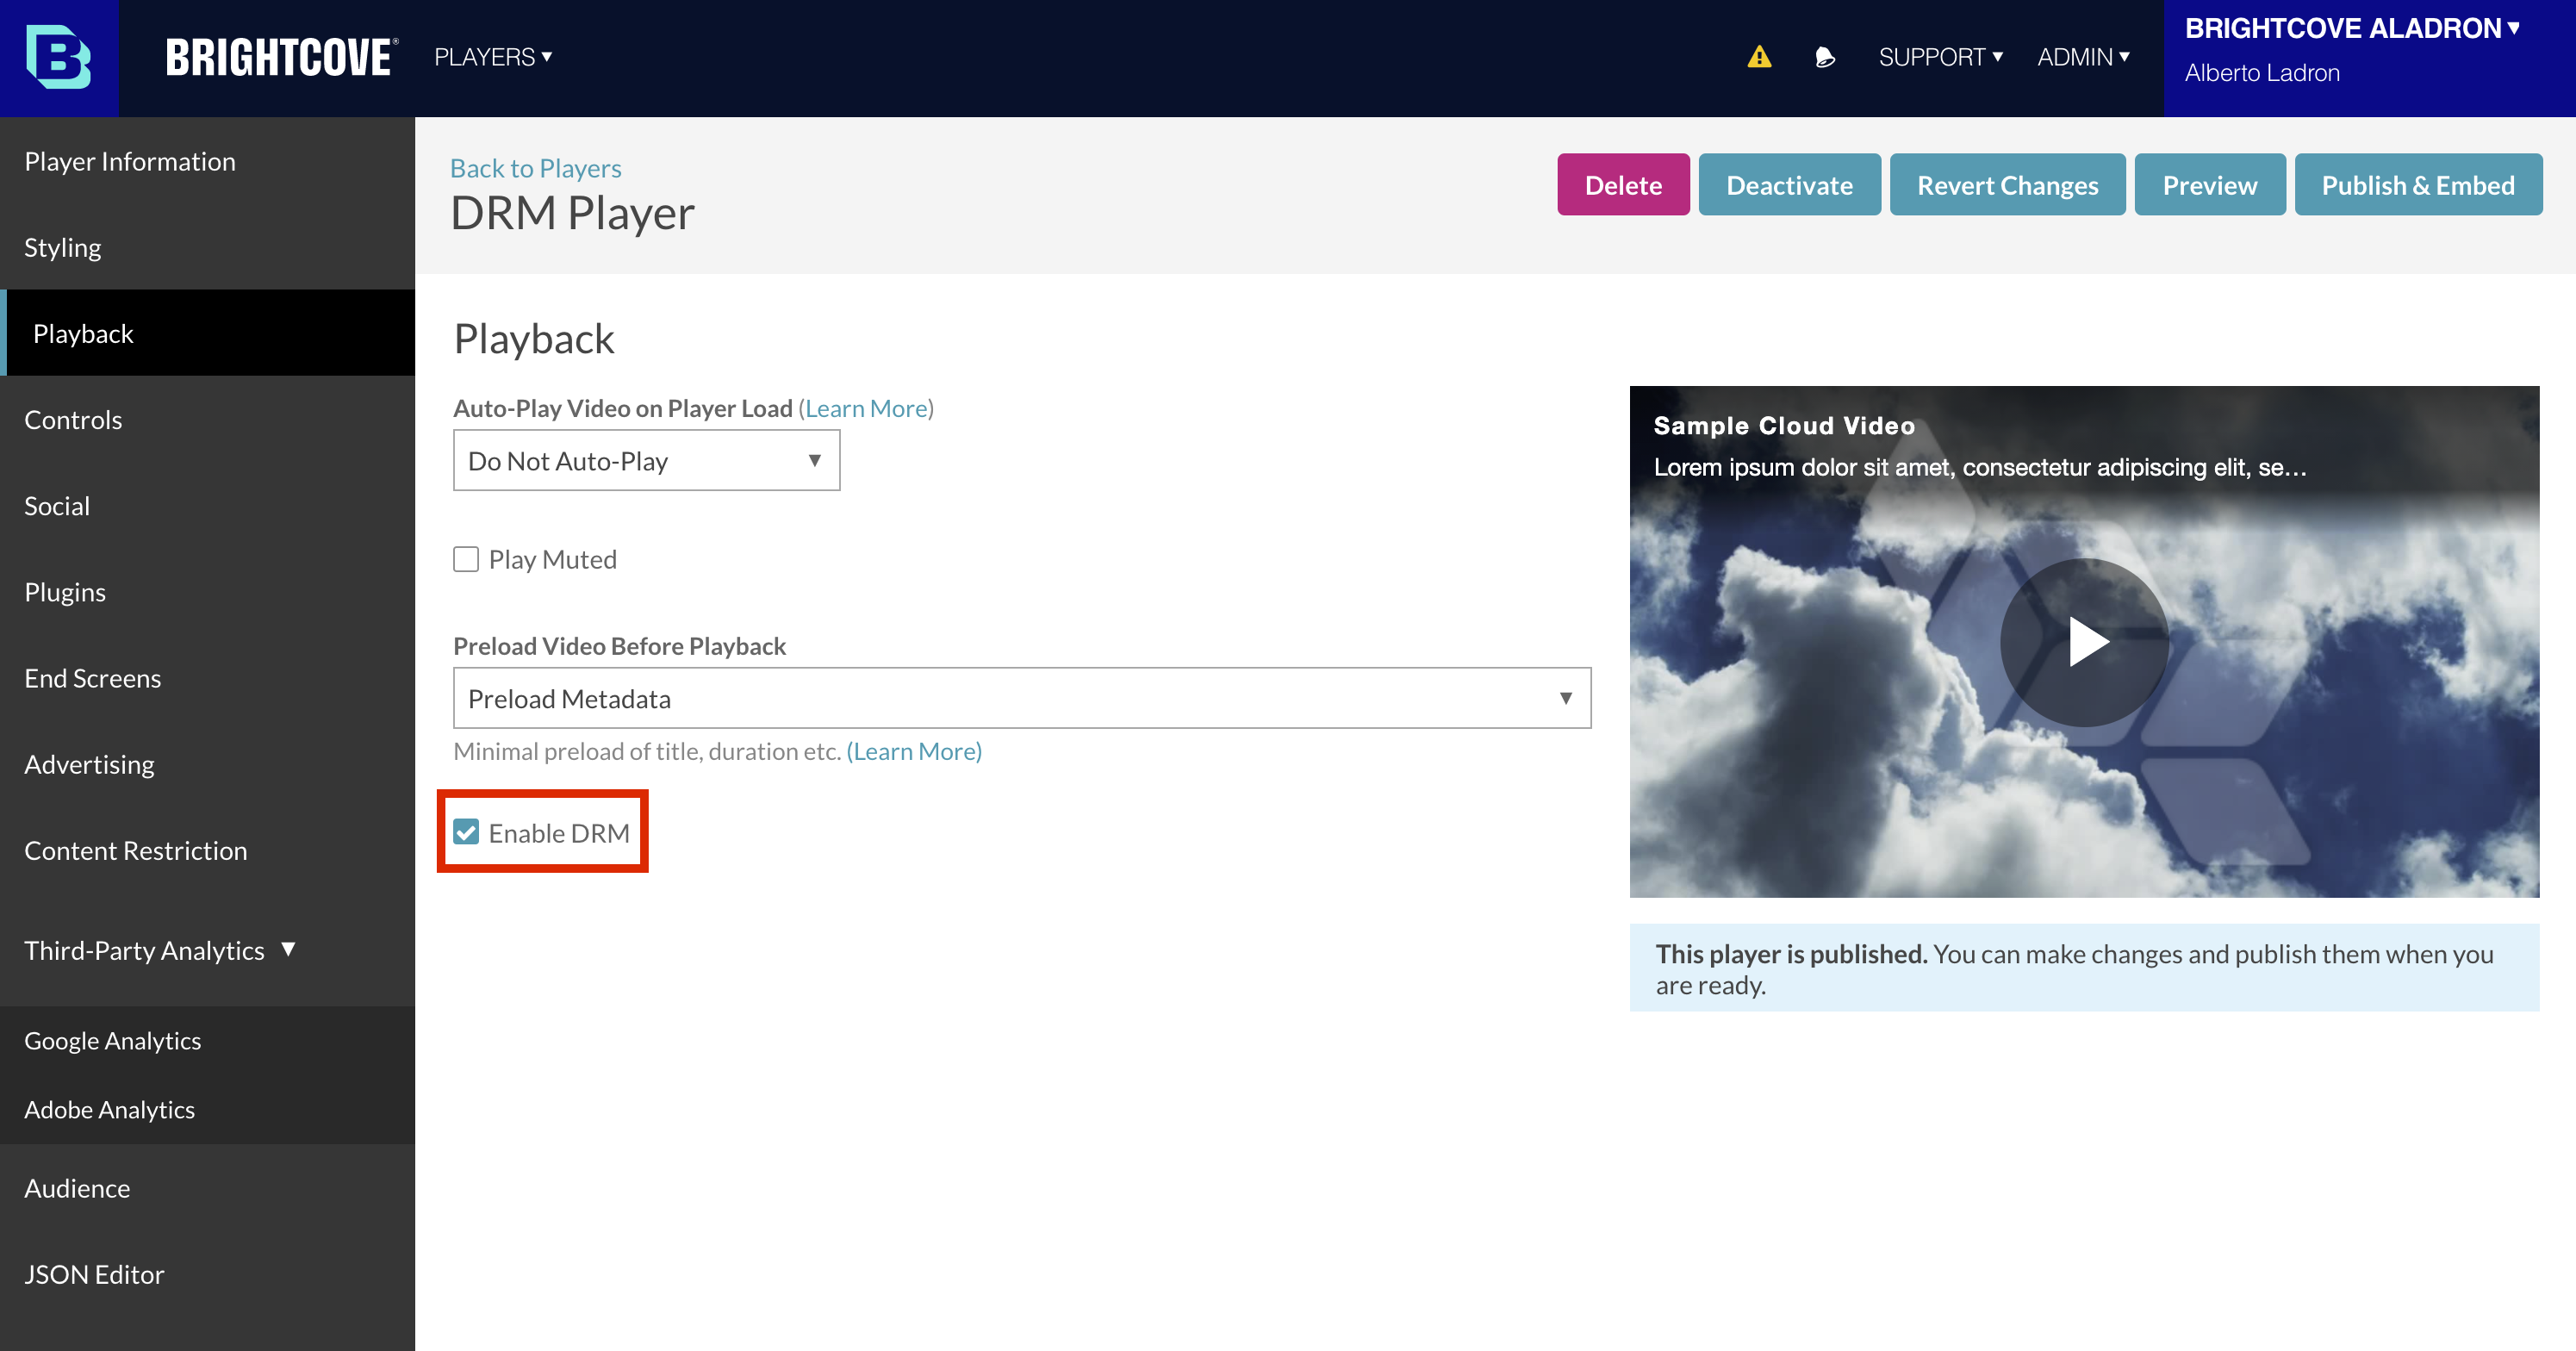 B BRIGHTCOVE® PLAYERS▼ SUPPORT▼ ADMIN▼ BRIGHTCOVE ALADRON▼
Alberto Ladron
Player Information
Styling
Playback
Controls
Social
Plugins
End Screens
Advertising
Content Restriction
Third-Party Analytics ▼
Google Analytics
Adobe Analytics
Audience
JSON Editor
Back to Players
DRM Player
Delete Deactivate Revert Changes Preview Publish & Embed
Playback
Auto-Play Video on Player Load (Learn More)
Do Not Auto-Play ▼
Play Muted
Preload Video Before Playback
Preload Metadata ▼
Minimal preload of title, duration etc. (Learn More)
Enable DRM
Sample Cloud Video
Lorem ipsum dolor sit amet, consectetur adipiscing elit, se...
This player is published. You can make changes and publish them when you
are ready.